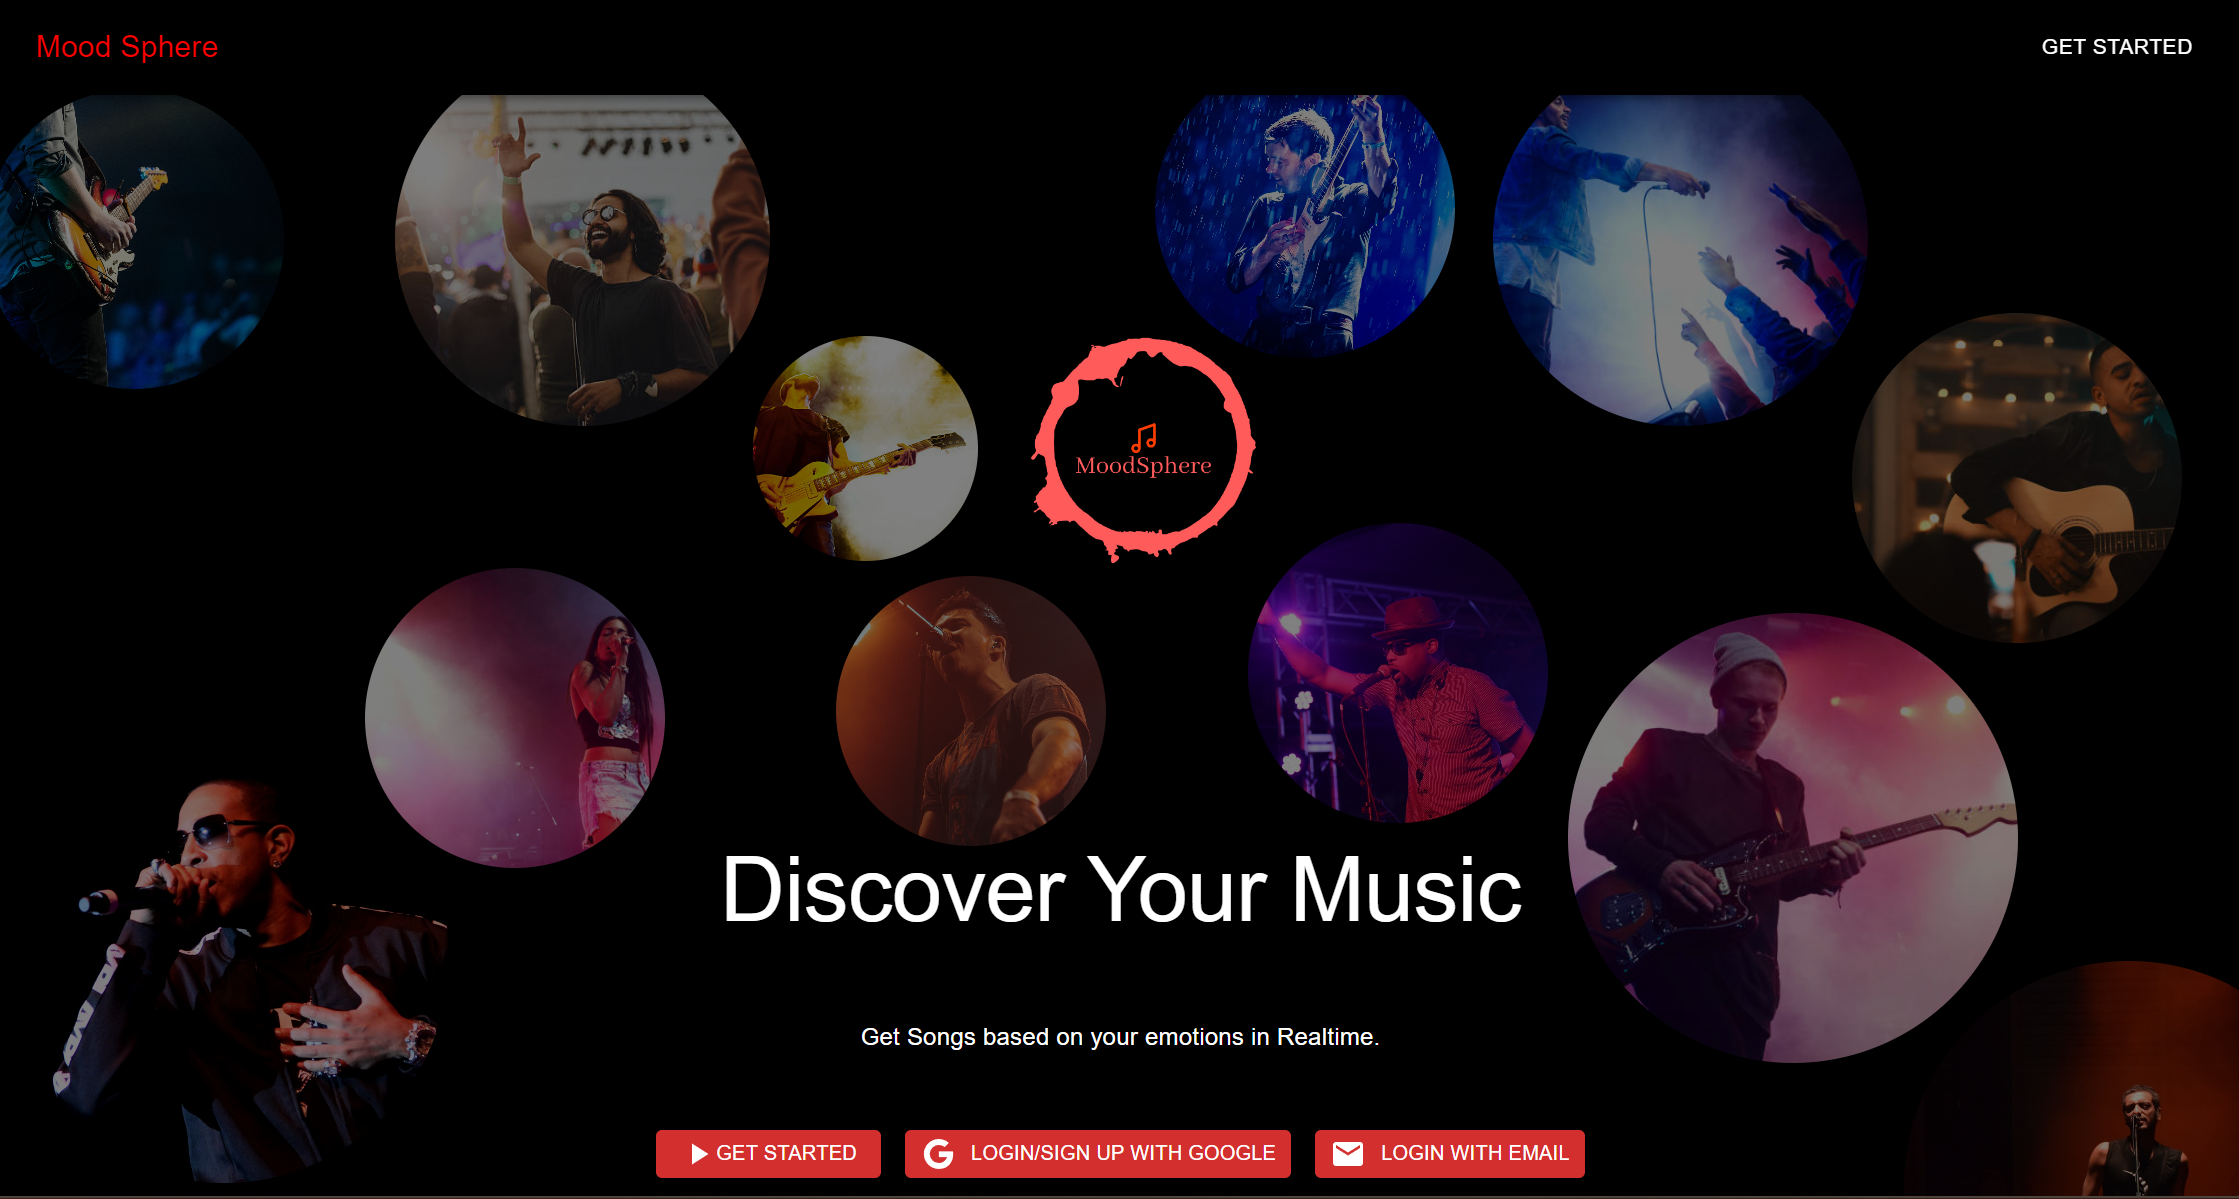 Mood Sphere
GET STARTED
MoodSphere
Discover Your Music
Get Songs based on your emotions in Realtime.
GET STARTED
LOGIN/SIGN UP WITH GOOGLE
LOGIN WITH EMAIL